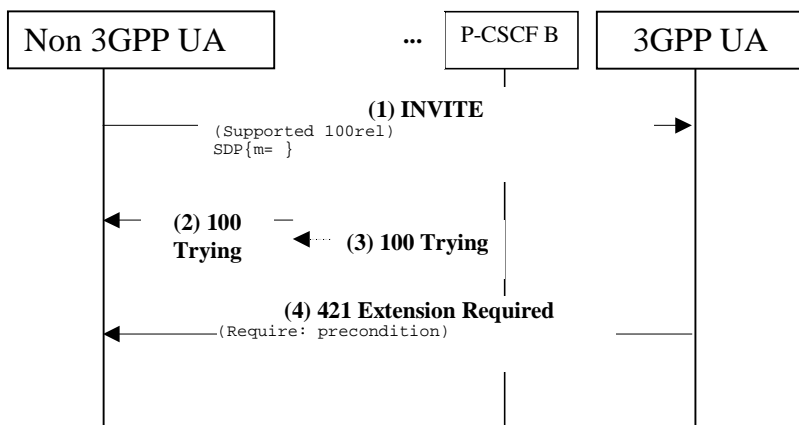 Non 3GPP UA
...
P-CSCF B
3GPP UA
(1) INVITE
(Supported 100rel)
SDP{m= }
(2) 100
Trying
(3) 100 Trying
(4) 421 Extension Required
(Require: precondition)